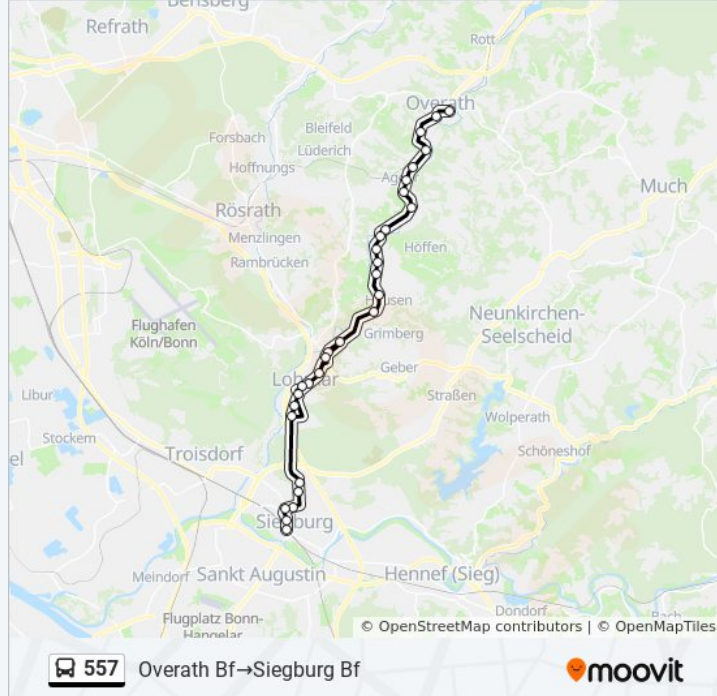 Bensberg
Refrath
Rott
Overath
Forsbach
Bleifeld
Lüderich
Hoffnungs
Much
Rösrath
Menzlingen
Höffen
Rambrücken
Hausen
Flughafen
Köln/Bonn
Neunkirchen-
Seelscheid
Grimberg
Geber
Lohmar
Straßen
Libur
Wolperath
Stockem
Troisdorf
Schöneshof
Siegburg
Meindorf
Sankt Augustin
Hennef (Sieg)
Dondorf
Flugplatz Bonn-
Hangelar
© OpenStreetMap contributors | © OpenMapTiles
557
Overath Bf→Siegburg Bf
moovit